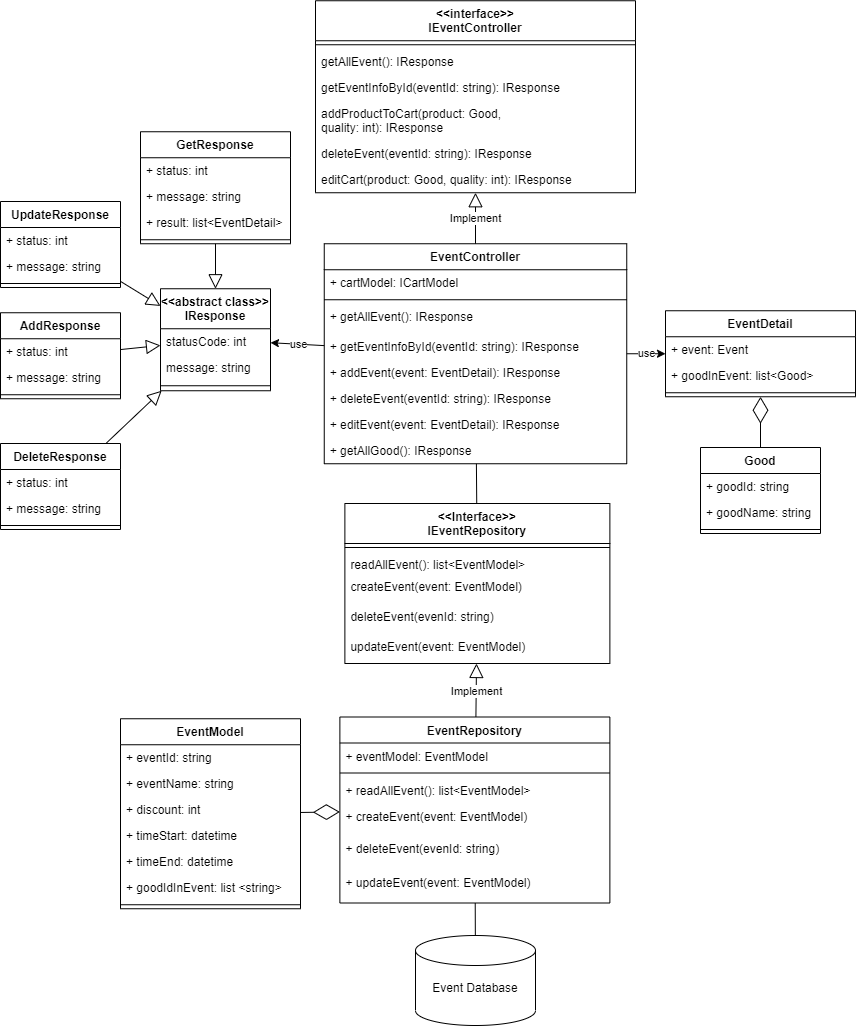 <<interface>>
IEventController
getAllEvent(): IResponse
getEventInfoById(eventId: string): IResponse
addProductToCart(product: Good,
quality: int): IResponse
deleteEvent(eventId: string): IResponse
editCart(product: Good, quality: int): IResponse
GetResponse
+ status: int
+ message: string
+ result: list<EventDetail>
UpdateResponse
+ status: int
+ message: string
Implement
EventController
+ cartModel: ICartModel
+ getAllEvent(): IResponse
+ getEventInfoById(eventId: string): IResponse
+ addEvent(event: EventDetail): IResponse
+ deleteEvent(eventId: string): IResponse
+ editEvent(event: EventDetail): IResponse
+ getAllGood(): IResponse
<<abstract class>>
IResponse
statusCode: int
message: string
use
use
AddResponse
+ status: int
+ message: string
EventDetail
+ event: Event
+ goodInEvent: list<Good>
DeleteResponse
+ status: int
+ message: string
Good
+ goodId: string
+ goodName: string
<<Interface>>
IEventRepository
readAllEvent(): list<EventModel>
createEvent(event: EventModel)
deleteEvent(evenId: string)
updateEvent(event: EventModel)
Implement
EventModel
+ eventId: string
+ eventName: string
+ discount: int
+ timeStart: datetime
+ timeEnd: datetime
+ goodIdInEvent: list <string>
EventRepository
+ eventModel: EventModel
+ readAllEvent(): list<EventModel>
+ createEvent(event: EventModel)
+ deleteEvent(evenId: string)
+ updateEvent(event: EventModel)
Event Database